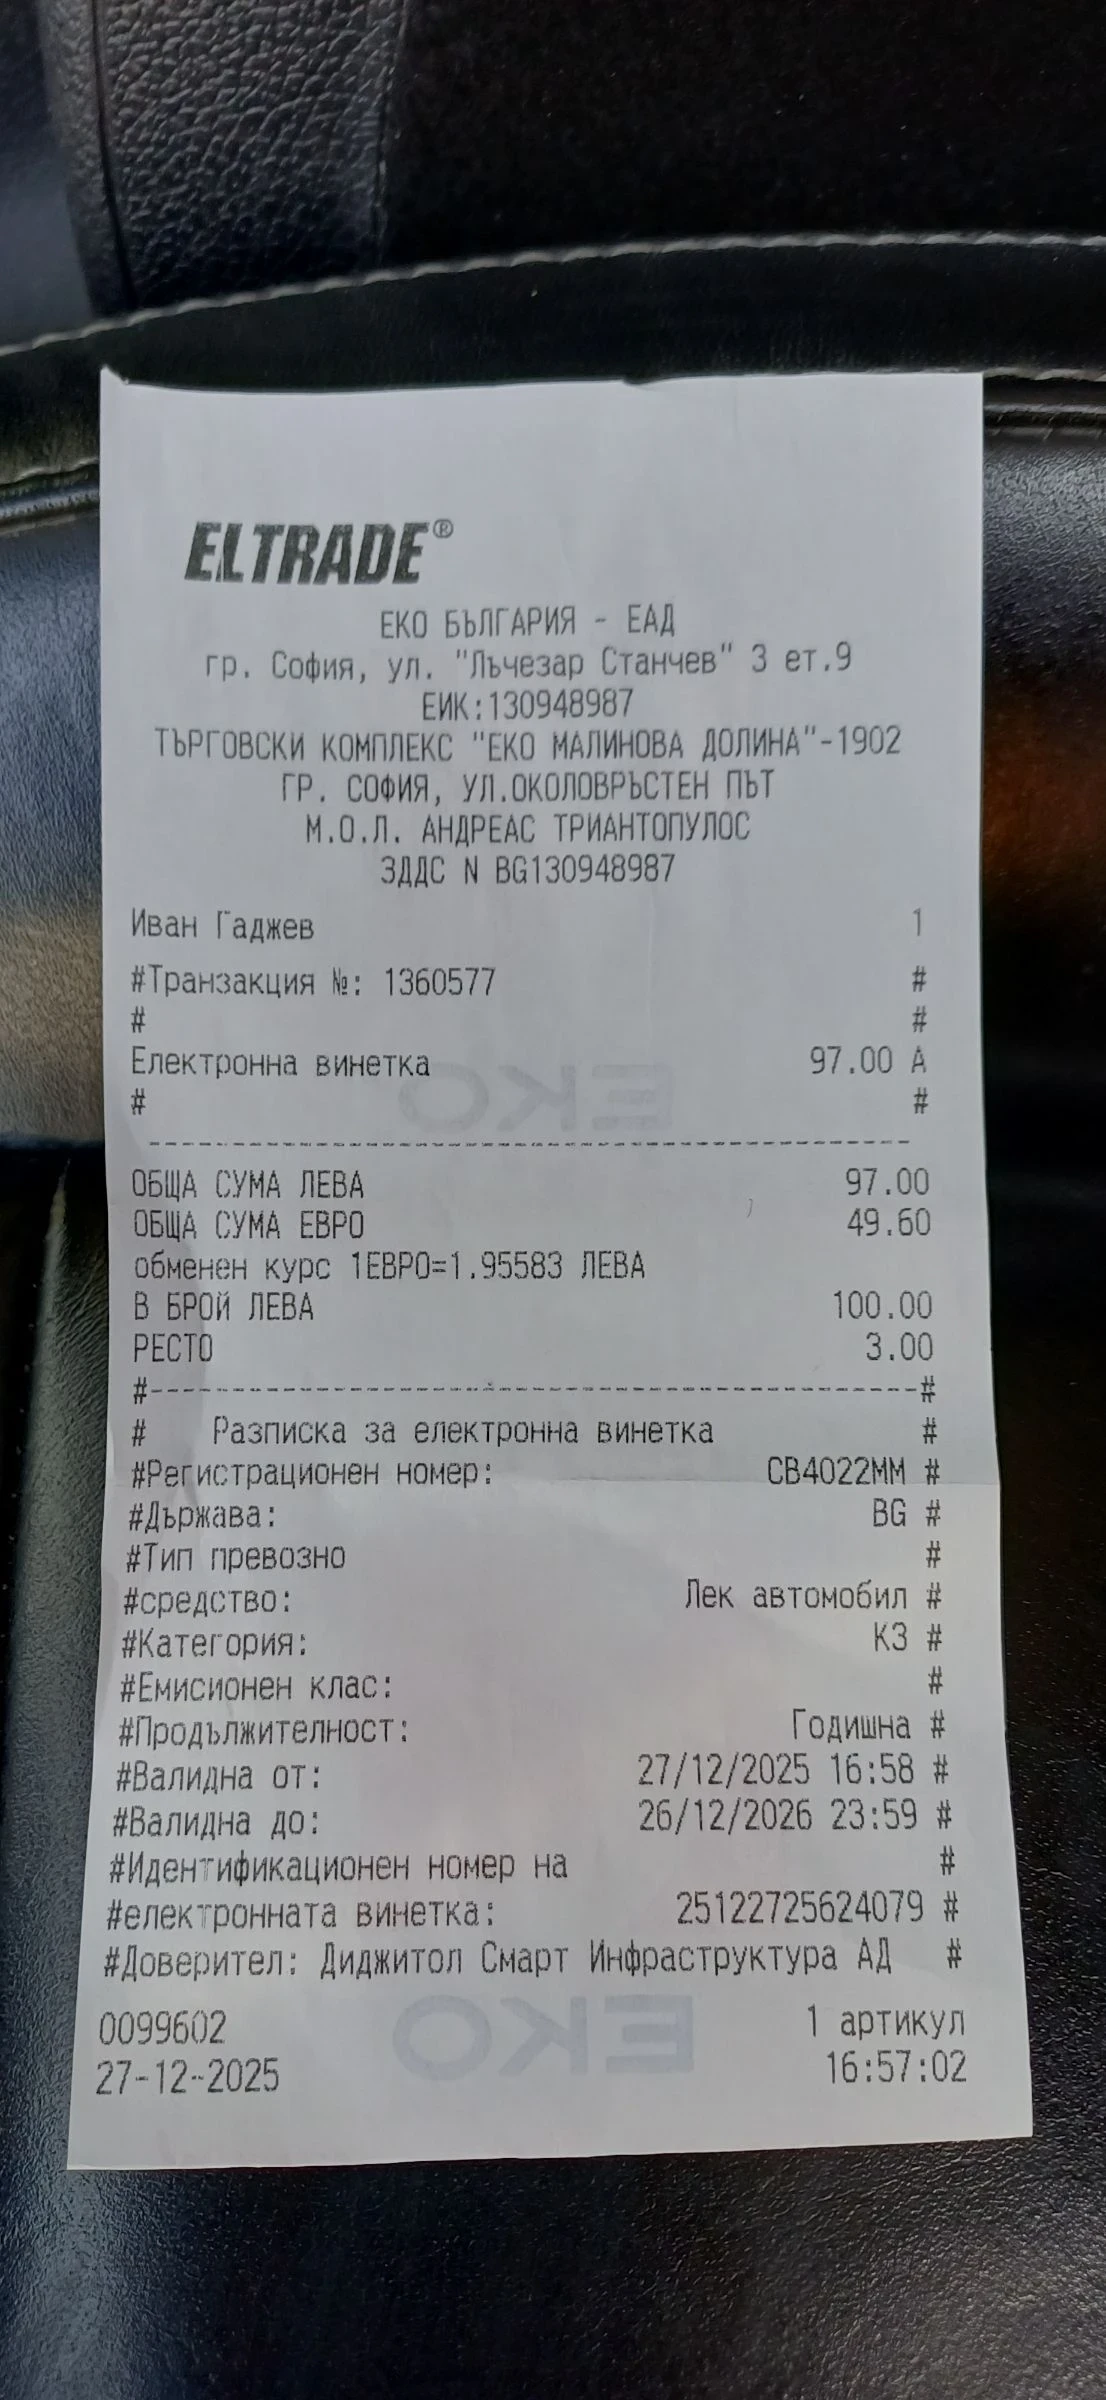 ELTRADE®
ЕКО БЪЛГАРИЯ - ЕАД
гр. София, ул. "Лъчезар Станчев" 3 ет.9
ЕИК:130948987
ТЪРГОВСКИ КОМПЛЕКС "ЕКО МАЛИНОВА ДОЛИНА"-1902
ГР. СОФИЯ, УЛ.ОКОЛОВРЪСТЕН ПЪТ
М.О.Л. АНДРЕАС ТРИАНТОПУЛОС
ЗДДС N BG130948987
Иван Гаджев 1
#Транзакция №: 1360577 #
# #
Електронна винетка 97.00 А
# #
----------------------------------------------
ОБЩА СУМА ЛЕВА 97.00
ОБЩА СУМА ЕВРО 49.60
обменен курс 1ЕВРО=1.95583 ЛЕВА
В БРОЙ ЛЕВА 100.00
РЕСТО 3.00
#----------------------------------------------#
# Разписка за електронна винетка #
#Регистрационен номер: СВ4022ММ #
#Държава: BG #
#Тип превозно #
#средство: Лек автомобил #
#Категория: К3 #
#Емисионен клас: #
#Продължителност: Годишна #
#Валидна от: 27/12/2025 16:58 #
#Валидна до: 26/12/2026 23:59 #
#Идентификационен номер на #
#електронната винетка: 25122725624079 #
#Доверител: Диджитол Смарт Инфраструктура АД #
0099602 1 артикул
27-12-2025 16:57:02
EKO
EKO